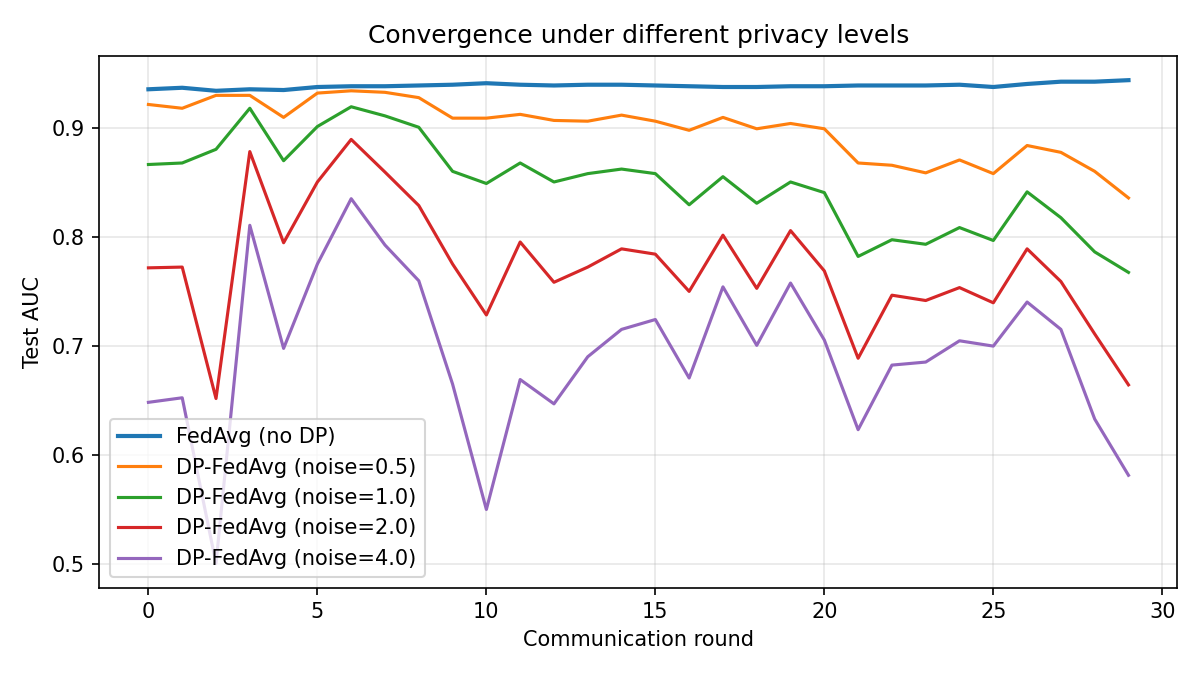 Convergence under different privacy levels
Test AUC
0.9
0.8
0.7
0.6
0.5
FedAvg (no DP)
DP-FedAvg (noise=0.5)
DP-FedAvg (noise=1.0)
DP-FedAvg (noise=2.0)
DP-FedAvg (noise=4.0)
0 5 10 15 20 25 30
Communication round